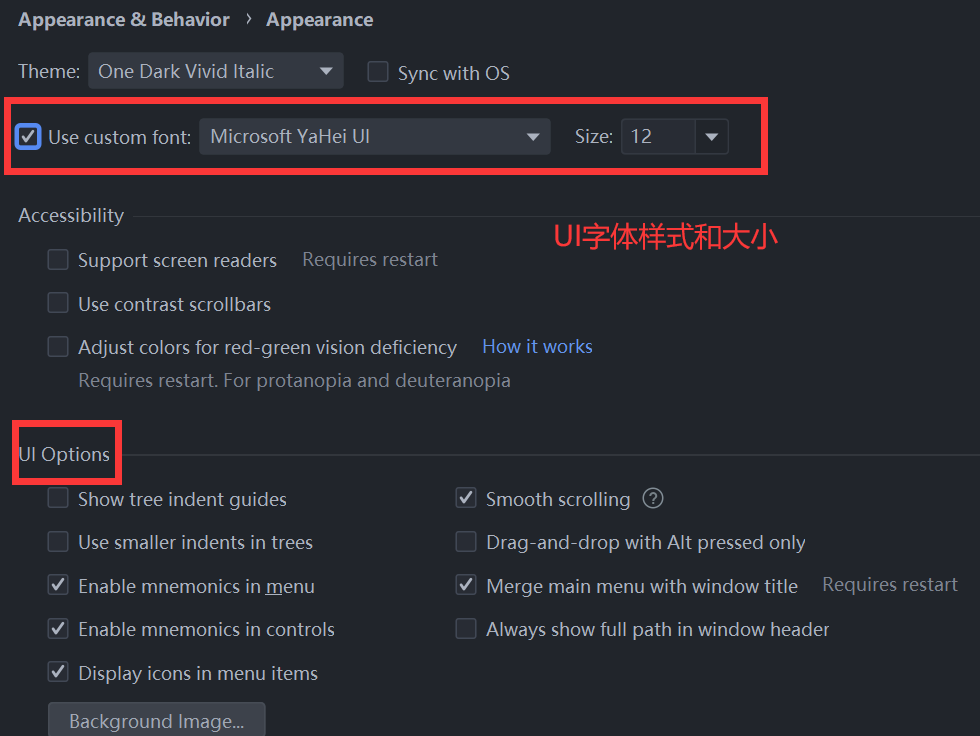 Appearance & Behavior › Appearance
Theme: One Dark Vivid Italic Sync with OS
Use custom font: Microsoft YaHei UI Size: 12
Accessibility
UI字体样式和大小
Support screen readers Requires restart
Use contrast scrollbars
Adjust colors for red-green vision deficiency How it works
Requires restart. For protanopia and deuteranopia
UI Options
Show tree indent guides Smooth scrolling ?
Use smaller indents in trees Drag-and-drop with Alt pressed only
Enable mnemonics in menu Merge main menu with window title Requires restart
Enable mnemonics in controls Always show full path in window header
Display icons in menu items
Background Image...